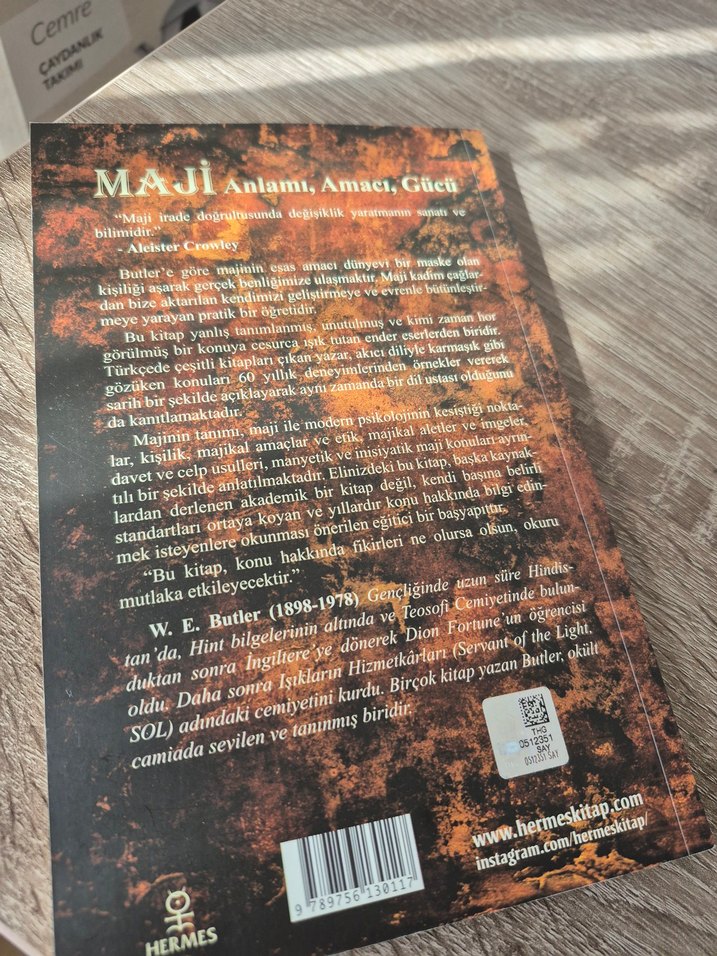 Cemre
ÇAYDANLIK
TAKIMI
MAJİ Anlamı, Amacı, Gücü
“Maji irade doğrultusunda değişiklik yaratmanın sanatı ve
bilimidir.”
- Aleister Crowley
Butler’e göre majinin esas amacı dünyevi bir maske olan
kişiliği aşarak gerçek benliğimize ulaşmaktır. Maji kadim çağlar-
dan bize aktarılan kendimizi geliştirmeye ve evrenle bütünleştir-
meye yarayan pratik bir öğretidir.
Bu kitap yanlış tanımlanmış, unutulmuş ve kimi zaman hor
görülmüş bir konuya cesurca ışık tutan ender eserlerden biridir.
Türkçede çeşitli kitapları çıkan yazar, akıcı diliyle karmaşık gibi
gözüken konuları 60 yıllık deneyimlerinden örnekler vererek
sarih bir şekilde açıklayarak aynı zamanda bir dil ustası olduğunu
da kanıtlamaktadır.
Majinin tanımı, maji ile modern psikolojinin kesiştiği nokta-
lar, kişilik, majikal amaçlar ve etik, majikal aletler ve imgeler,
davet ve celp usulleri, manyetik ve inisiyatik maji konuları ayrın-
tılı bir şekilde anlatılmaktadır. Elinizdeki bu kitap, başka kaynak-
lardan derlenen akademik bir kitap değil, kendi başına belirli
standartları ortaya koyan ve yıllardır konu hakkında bilgi edin-
mek isteyenlere okunması önerilen eğitici bir başyapıttır.
“Bu kitap, konu hakkında fikirleri ne olursa olsun, okuru
mutlaka etkileyecektir.”
W. E. Butler (1898-1978) Gençliğinde uzun süre Hindis-
tan’da, Hint bilgelerinin altında ve Teosofi Cemiyetinde bulun-
duktan sonra İngiltere’ye dönerek Dion Fortune’un öğrencisi
oldu. Daha sonra Işıkların Hizmetkârları (Servant of the Light,
SOL) adındaki cemiyetini kurdu. Birçok kitap yazan Butler, okült
camiada sevilen ve tanınmış biridir.
THG
0512351
SAY
0512351 SAY
www.hermeskitap.com
instagram.com/hermeskitap/
9 789756 130117
HERMES